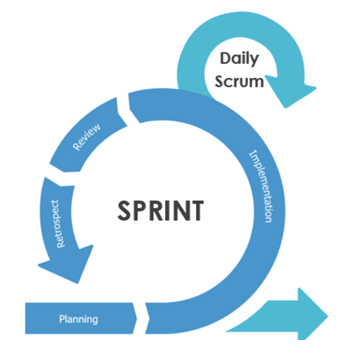 Daily
Scrum
Review
Implementation
Retrospect
SPRINT
Planning